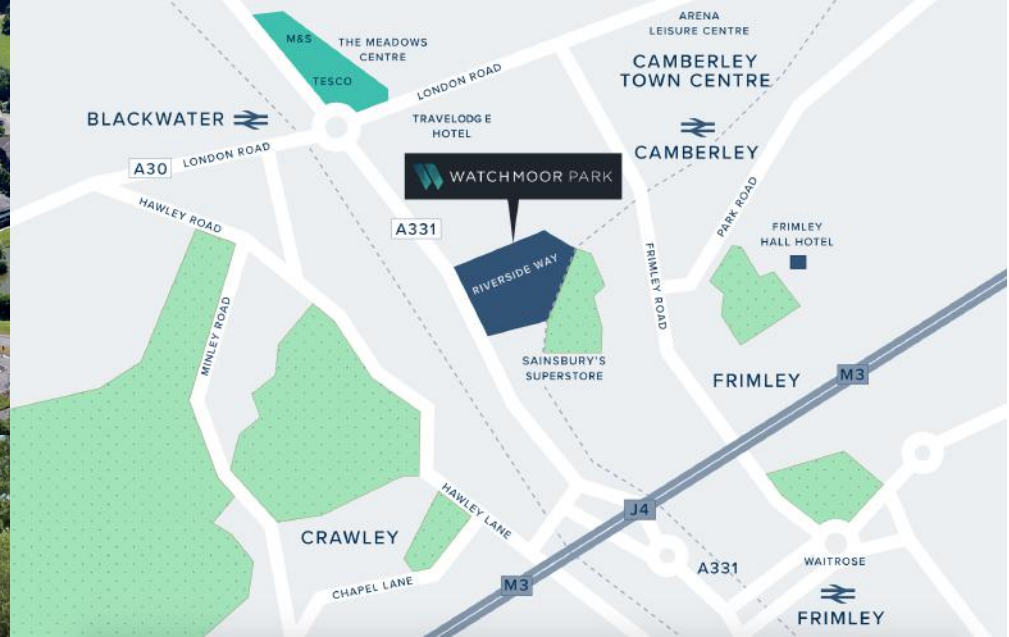 M&S
THE MEADOWS
CENTRE
TESCO
ARENA
LEISURE CENTRE
CAMBERLEY
TOWN CENTRE
LONDON ROAD
BLACKWATER
TRAVELODGE
HOTEL
CAMBERLEY
A30
LONDON ROAD
WATCHMOOR PARK
HAWLEY ROAD
PARK ROAD
A331
FRIMLEY
HALL HOTEL
RIVERSIDE WAY
FRIMLEY ROAD
MINLEY ROAD
SAINSBURY'S
SUPERSTORE
FRIMLEY
M3
HAWLEY LANE
J4
CRAWLEY
CHAPEL LANE
M3
A331
WAITROSE
FRIMLEY